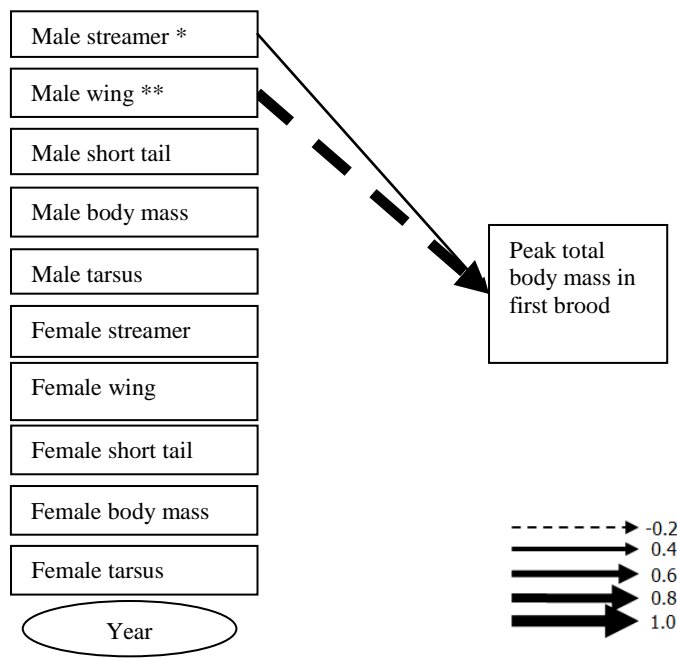 Male streamer *
Male wing **
Male short tail
Male body mass
Male tarsus
Female streamer
Female wing
Female short tail
Female body mass
Female tarsus
Year
Peak total
body mass in
first brood
-0.2
0.4
0.6
0.8
1.0